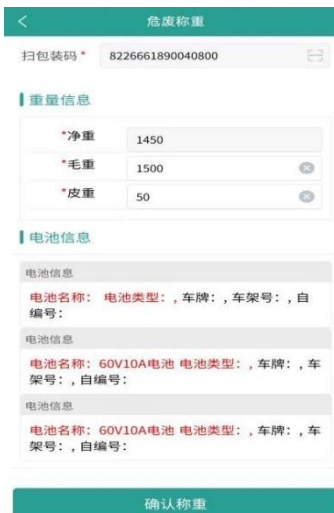 危废称重
扫包装码* 8226661890040800
重量信息
*净重 1450
*毛重 1500
*皮重 50
电池信息
电池信息
电池名称： 电池类型：, 车牌：, 车架号：, 自
编号：
电池信息
电池名称：60V10A电池 电池类型：, 车牌：, 车
架号：, 自编号：
电池信息
电池名称：60V10A电池 电池类型：, 车牌：, 车
架号：, 自编号：
确认称重